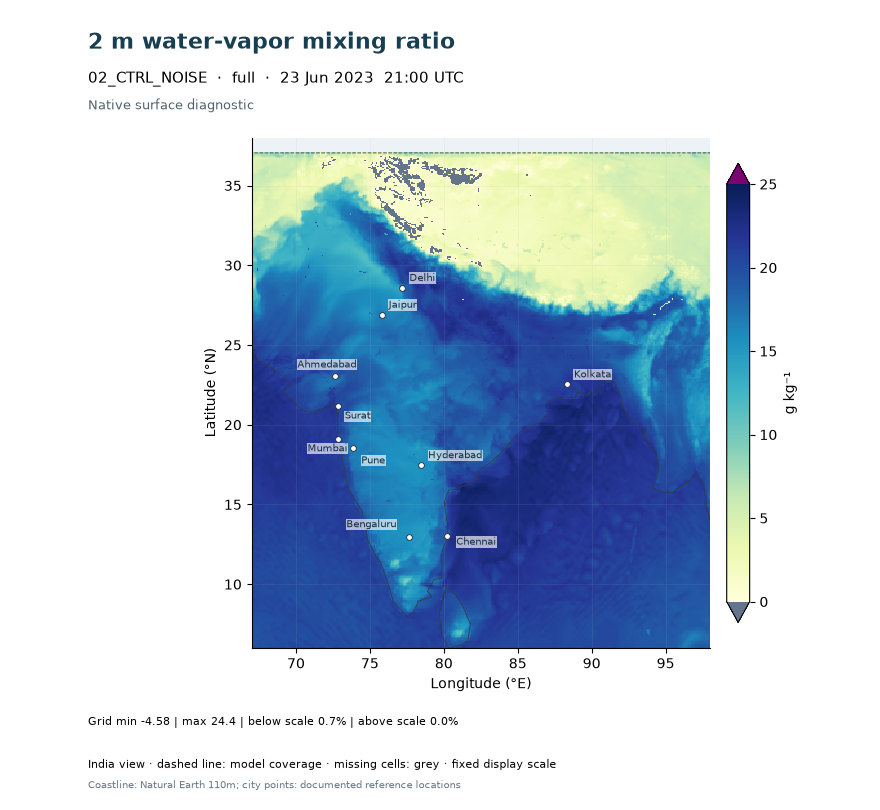 2 m water-vapor mixing ratio
02_CTRL_NOISE · full · 23 Jun 2023 21:00 UTC
Native surface diagnostic
35
30
25
20
15
10
Latitude (°N)
Delhi
Jaipur
Ahmedabad
Kolkata
Surat
Mumbai
Pune
Hyderabad
Bengaluru
Chennai
70
75
80
85
90
95
Longitude (°E)
25
20
15
10
5
0
g kg⁻¹
Grid min -4.58 | max 24.4 | below scale 0.7% | above scale 0.0%
India view · dashed line: model coverage · missing cells: grey · fixed display scale
Coastline: Natural Earth 110m; city points: documented reference locations